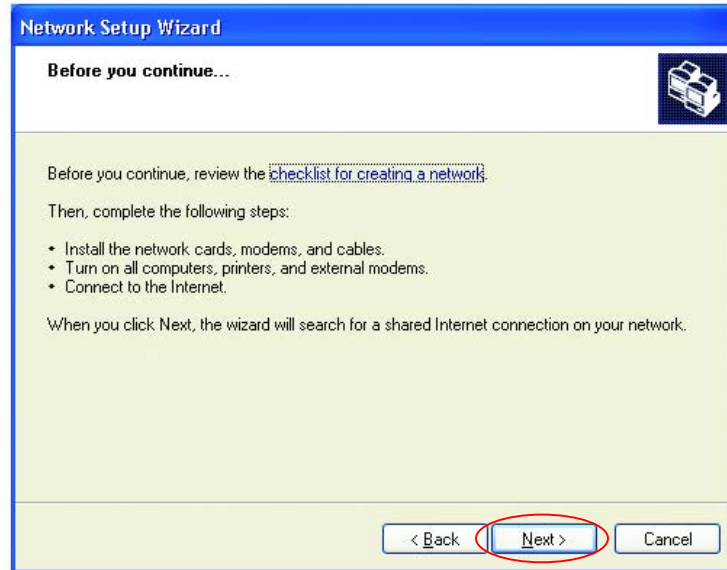 Network Setup Wizard
Before you continue...
Before you continue, review the checklist for creating a network.
Then, complete the following steps:
• Install the network cards, modems, and cables.
• Turn on all computers, printers, and external modems.
• Connect to the Internet.
When you click Next, the wizard will search for a shared Internet connection on your network.
< Back Next > Cancel